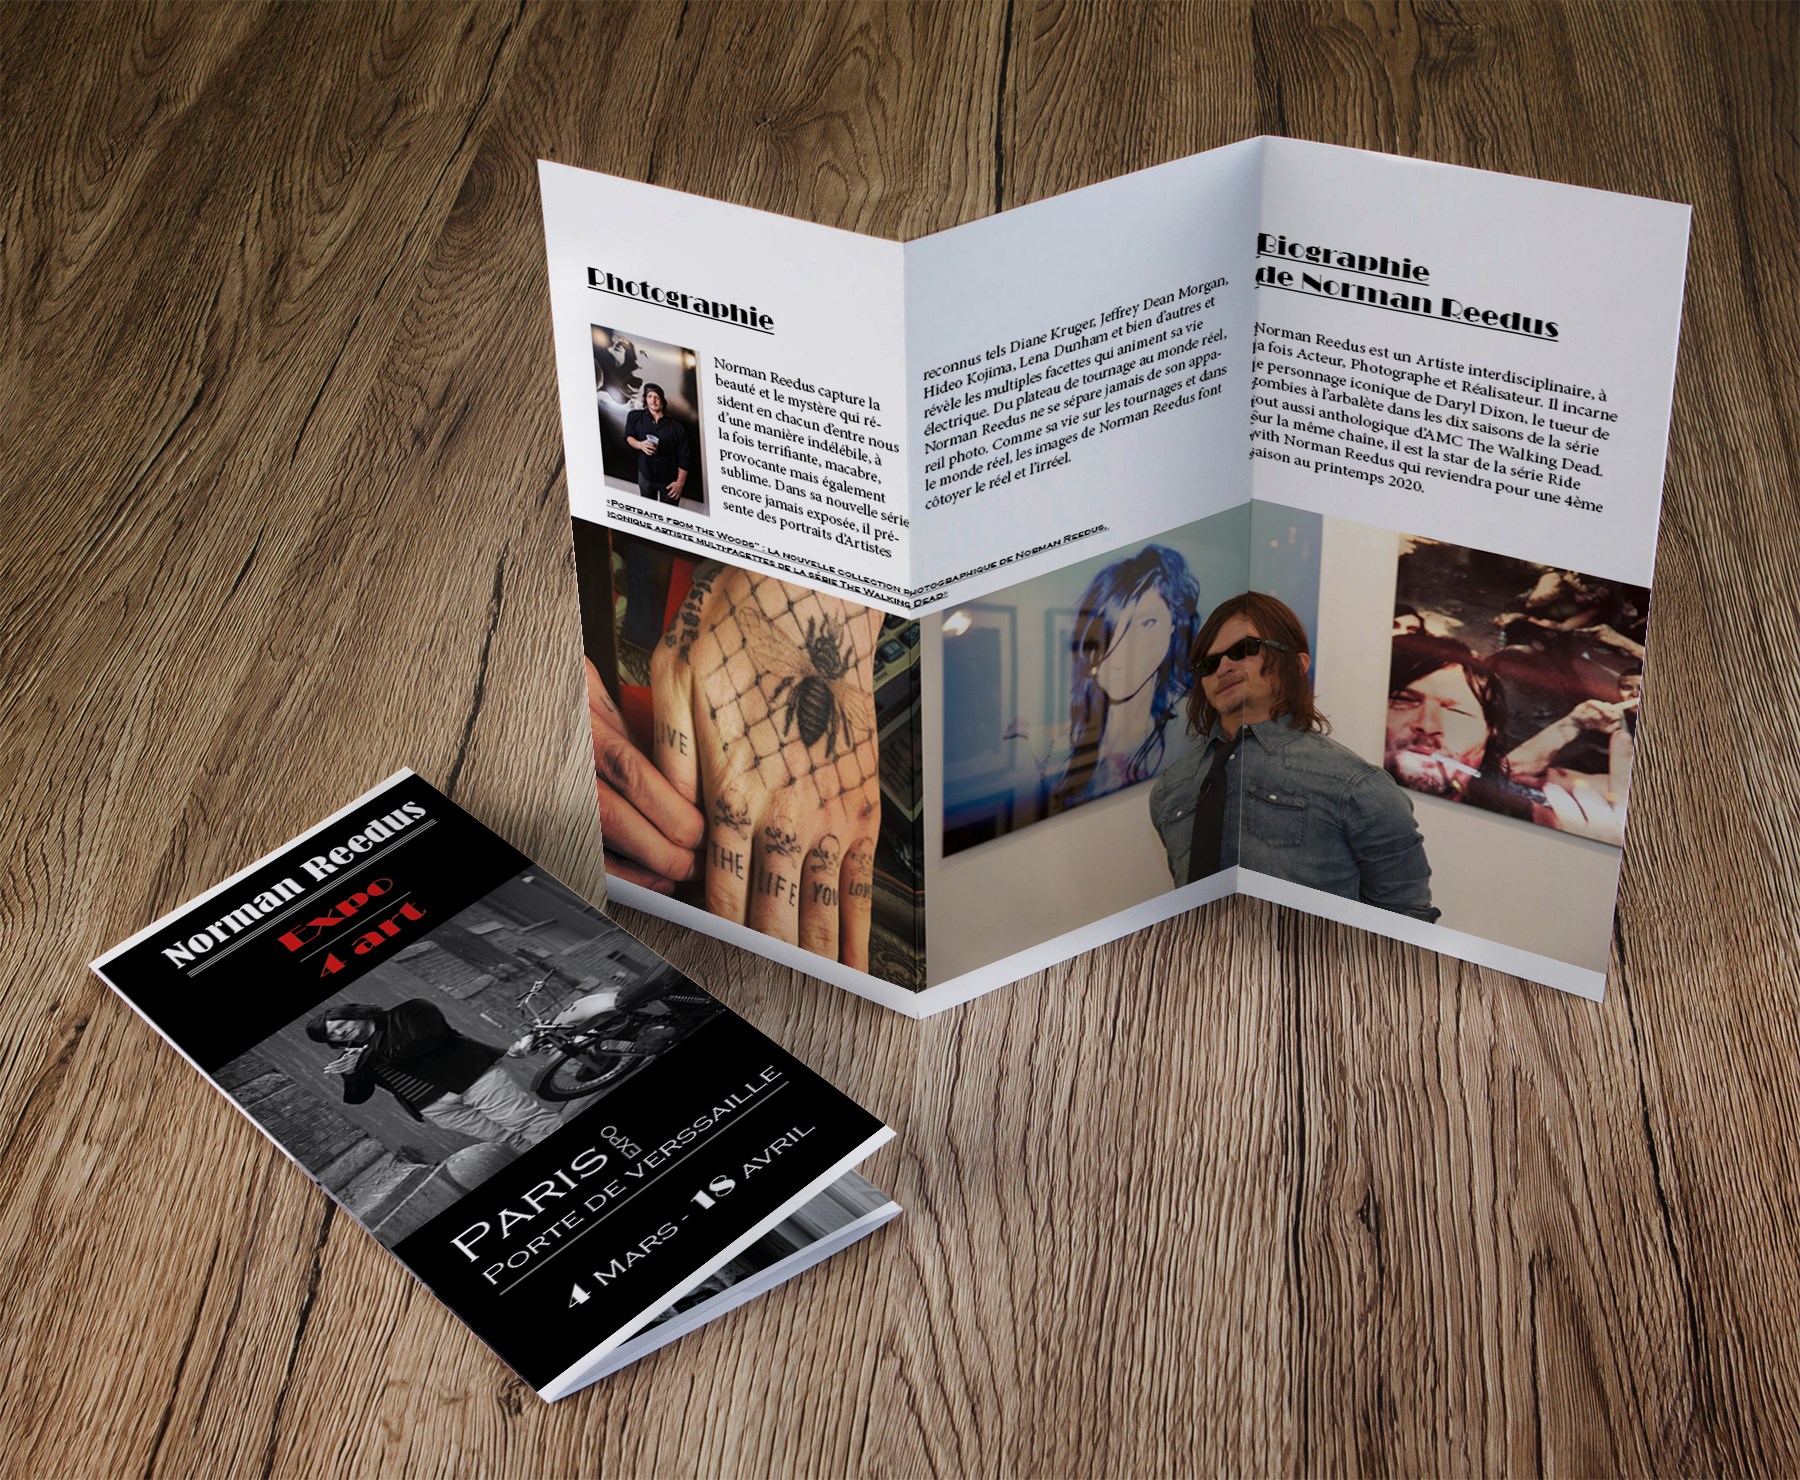 Norman Reedus
Expo
4 art
PARIS EXPO
PORTE DE VERSSAILLE
4 MARS - 18 AVRIL
Photographie
Norman Reedus capture la
beauté et le mystère qui ré-
sident en chacun d'entre nous
d'une manière indélébile, à
la fois terrifiante, macabre,
provocante mais également
sublime. Dans sa nouvelle série
encore jamais exposée, il pré-
sente des portraits d'Artistes
«PORTRAITS FROM THE WOODS" : LA NOUVELLE COLLECTION PHOTOGRAPHIQUE DE NORMAN REEDUS,
ICONIQUE ARTISTE MULTI-FACETTES DE LA SÉRIE THE WALKING DEAD»
LIVE
THE LIFE YOU LOVE
reconnus tels Diane Kruger, Jeffrey Dean Morgan,
Hideo Kojima, Lena Dunham et bien d'autres et
révèle les multiples facettes qui animent sa vie
électrique. Du plateau de tournage au monde réel,
Norman Reedus ne se sépare jamais de son appa-
reil photo. Comme sa vie sur les tournages et dans
le monde réel, les images de Norman Reedus font
côtoyer le réel et l'irréel.
Biographie
de Norman Reedus
Norman Reedus est un Artiste interdisciplinaire, à
la fois Acteur, Photographe et Réalisateur. Il incarne
le personnage iconique de Daryl Dixon, le tueur de
zombies à l'arbalète dans les dix saisons de la série
tout aussi anthologique d'AMC The Walking Dead.
Sur la même chaîne, il est la star de la série Ride
with Norman Reedus qui reviendra pour une 4ème
saison au printemps 2020.